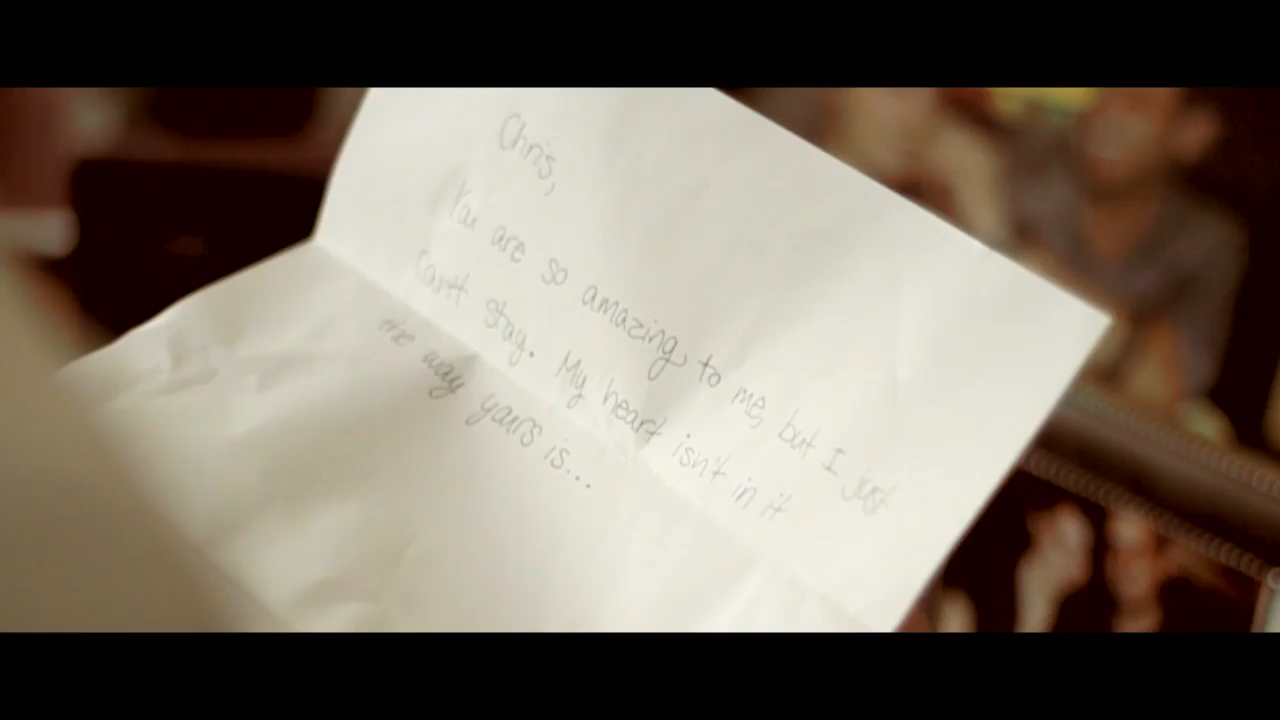 Chris,
You are so amazing to me, but I just
can't stay. My heart isn't in it
the way yours is...